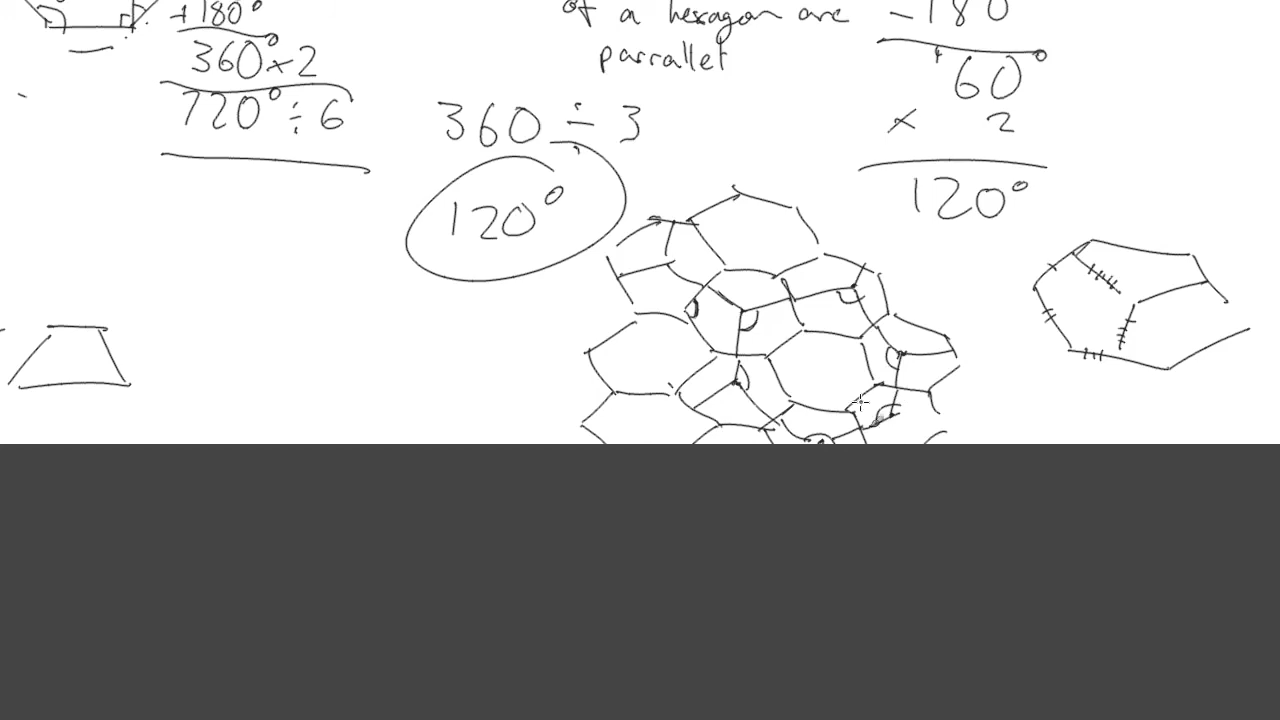 +180°
360° × 2
720° ÷ 6
of a hexagon are
parrallel
360 ÷ 3
120°
-180
60°
× 2
120°